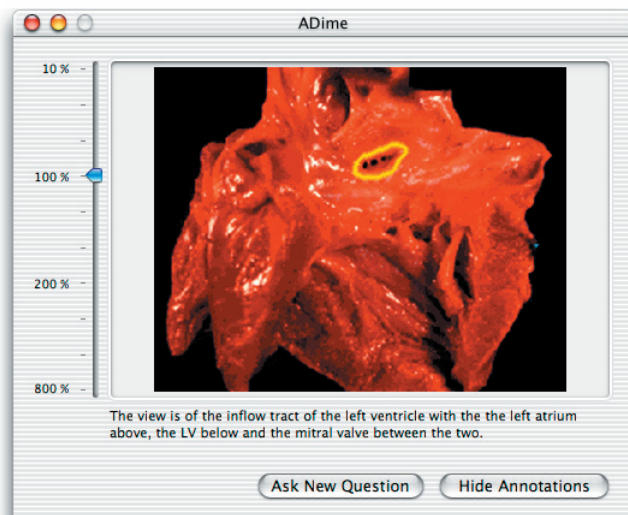 ADime
10 %
100 %
200 %
800 %
The view is of the inflow tract of the left ventricle with the the left atrium
above, the LV below and the mitral valve between the two.
Ask New Question
Hide Annotations